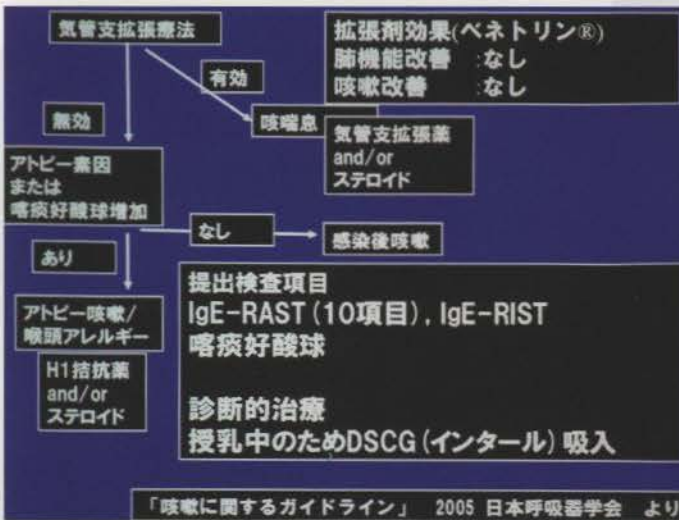 気管支拡張療法
拡張剤効果(ベネトリン®)
肺機能改善　:なし
咳嗽改善　　:なし
有効
無効
咳喘息
気管支拡張薬
and/or
ステロイド
アトピー素因
または
喀痰好酸球増加
なし
感染後咳嗽
あり
アトピー咳嗽/
喉頭アレルギー
H1拮抗薬
and/or
ステロイド
提出検査項目
IgE-RAST(10項目), IgE-RIST
喀痰好酸球
診断的治療
授乳中のためDSCG(インタール)吸入
「咳嗽に関するガイドライン」　2005 日本呼吸器学会　より